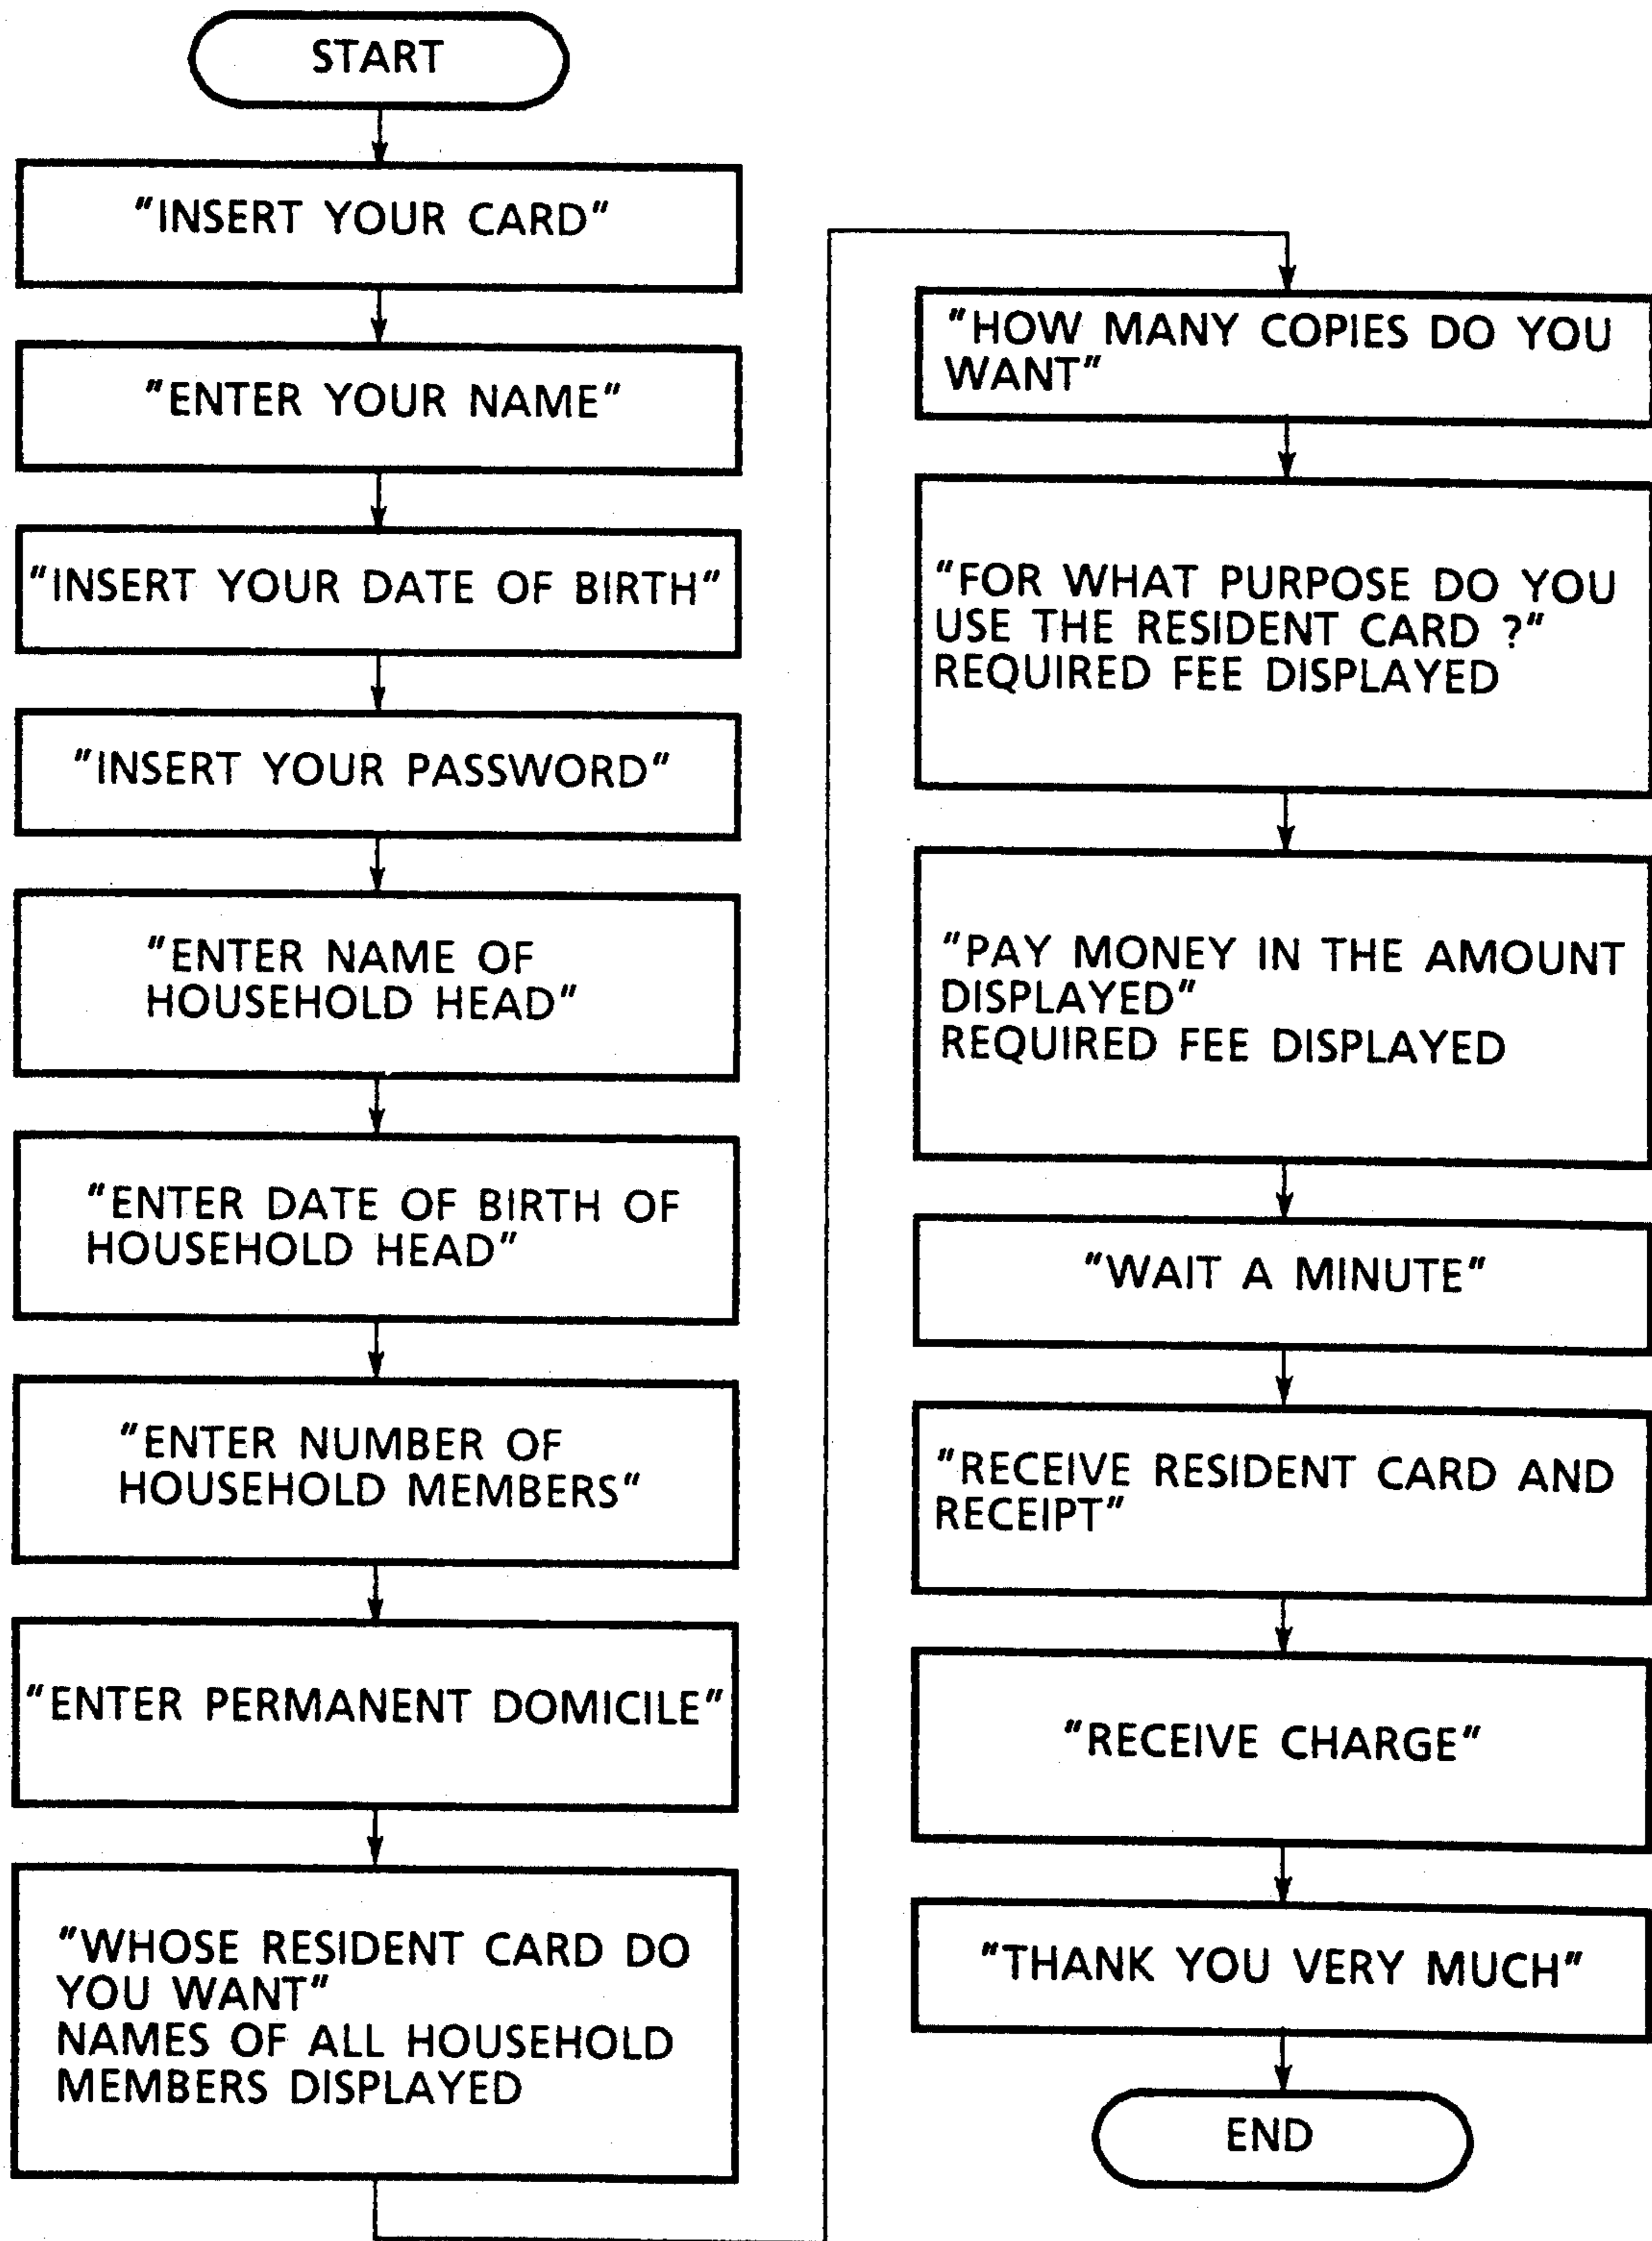 START
"INSERT YOUR CARD"
"ENTER YOUR NAME"
"INSERT YOUR DATE OF BIRTH"
"INSERT YOUR PASSWORD"
"ENTER NAME OF
HOUSEHOLD HEAD"
"ENTER DATE OF BIRTH OF
HOUSEHOLD HEAD"
"ENTER NUMBER OF
HOUSEHOLD MEMBERS"
"ENTER PERMANENT DOMICILE"
"WHOSE RESIDENT CARD DO
YOU WANT"
NAMES OF ALL HOUSEHOLD
MEMBERS DISPLAYED
"HOW MANY COPIES DO YOU
WANT"
"FOR WHAT PURPOSE DO YOU
USE THE RESIDENT CARD ?"
REQUIRED FEE DISPLAYED
"PAY MONEY IN THE AMOUNT
DISPLAYED"
REQUIRED FEE DISPLAYED
"WAIT A MINUTE"
"RECEIVE RESIDENT CARD AND
RECEIPT"
"RECEIVE CHARGE"
"THANK YOU VERY MUCH"
END